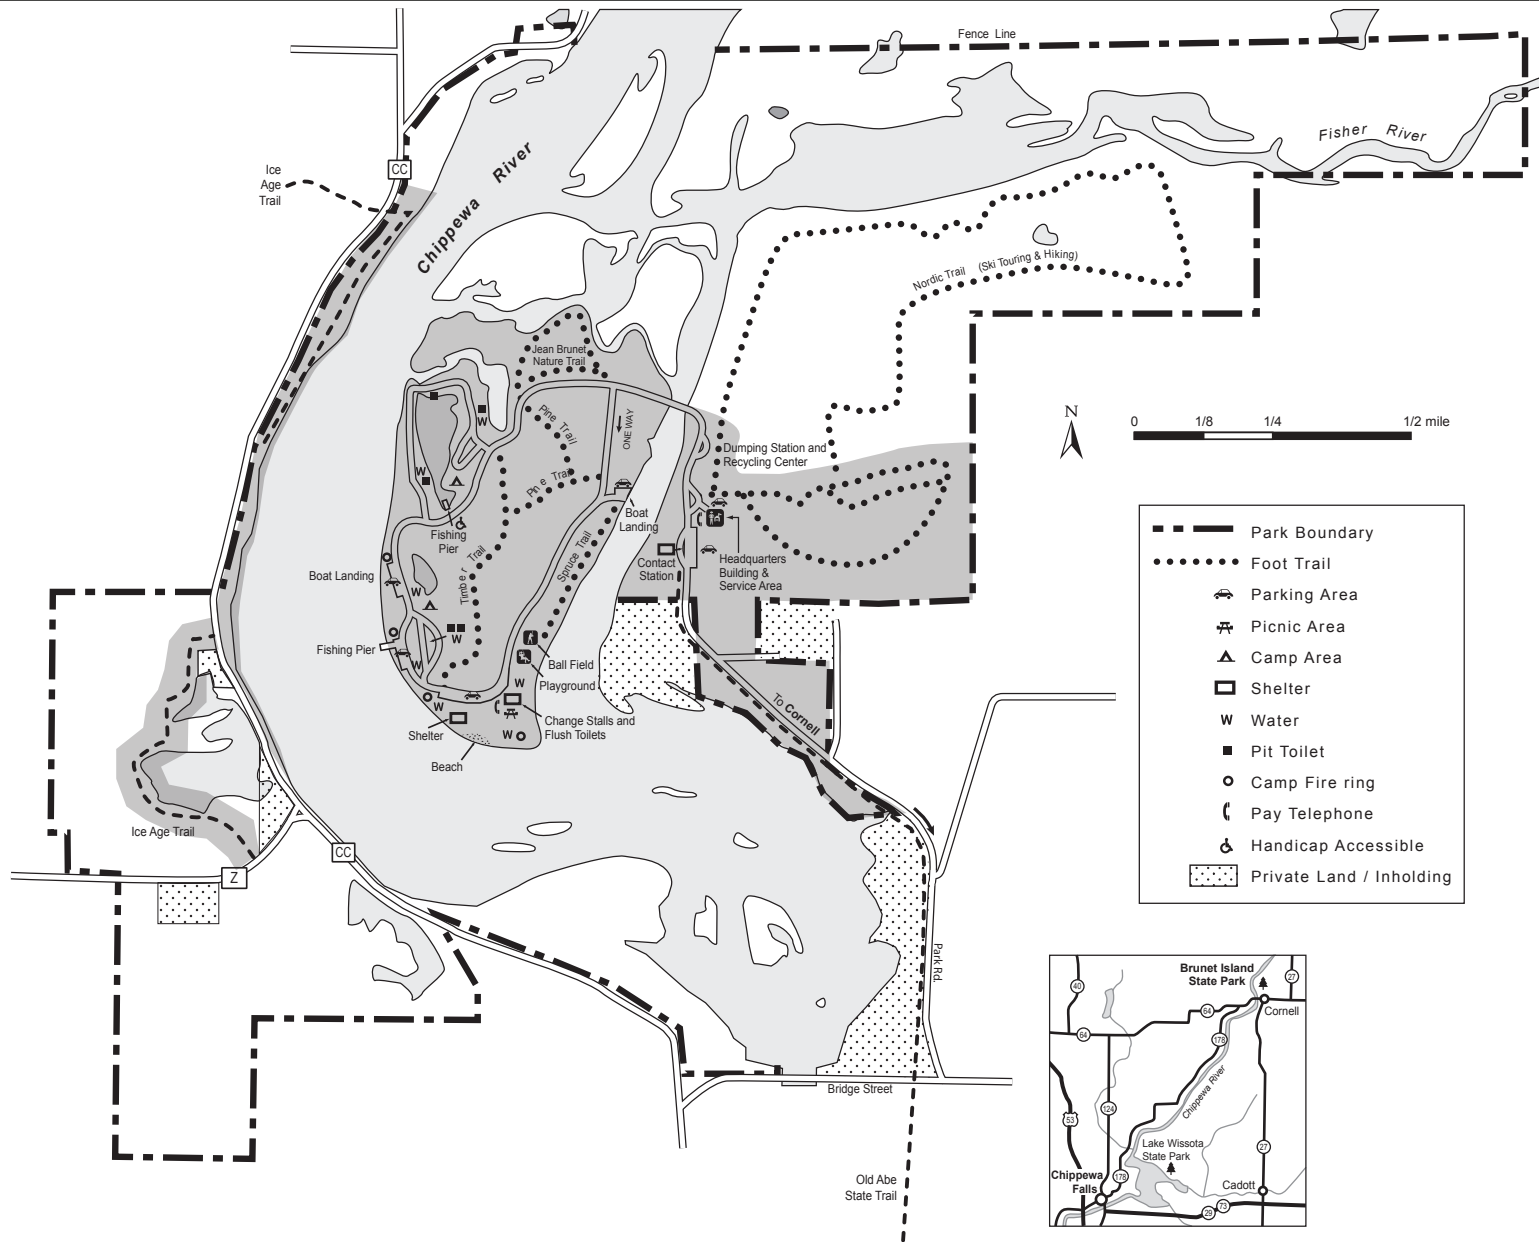 Fence Line
Fisher River
Ice
Age
Trail
CC
Chippewa River
Nordic Trail (Ski Touring & Hiking)
Jean Brunet
Nature Trail
Pine Trail
ONE WAY
W
Dumping Station and
Recycling Center
W
Pine Trail
Boat
Landing
Fishing
Pier
Spruce Trail
Timber Trail
Contact
Station
Headquarters
Building &
Service Area
Boat Landing
W
W
Fishing Pier
W
Ball Field
Playground
W
W
Change Stalls and
Flush Toilets
Shelter
W
Beach
To Cornell
Ice Age Trail
CC
Z
Park Rd.
Bridge Street
Old Abe
State Trail
N
0 1/8 1/4 1/2 mile
Park Boundary
Foot Trail
Parking Area
Picnic Area
Camp Area
Shelter
W Water
Pit Toilet
Camp Fire ring
Pay Telephone
Handicap Accessible
Private Land / Inholding
Brunet Island
State Park
27
40
64
Cornell
64
178
Chippewa River
124
53
Lake Wissota
State Park
27
178
Chippewa
Falls
Cadott
29
73